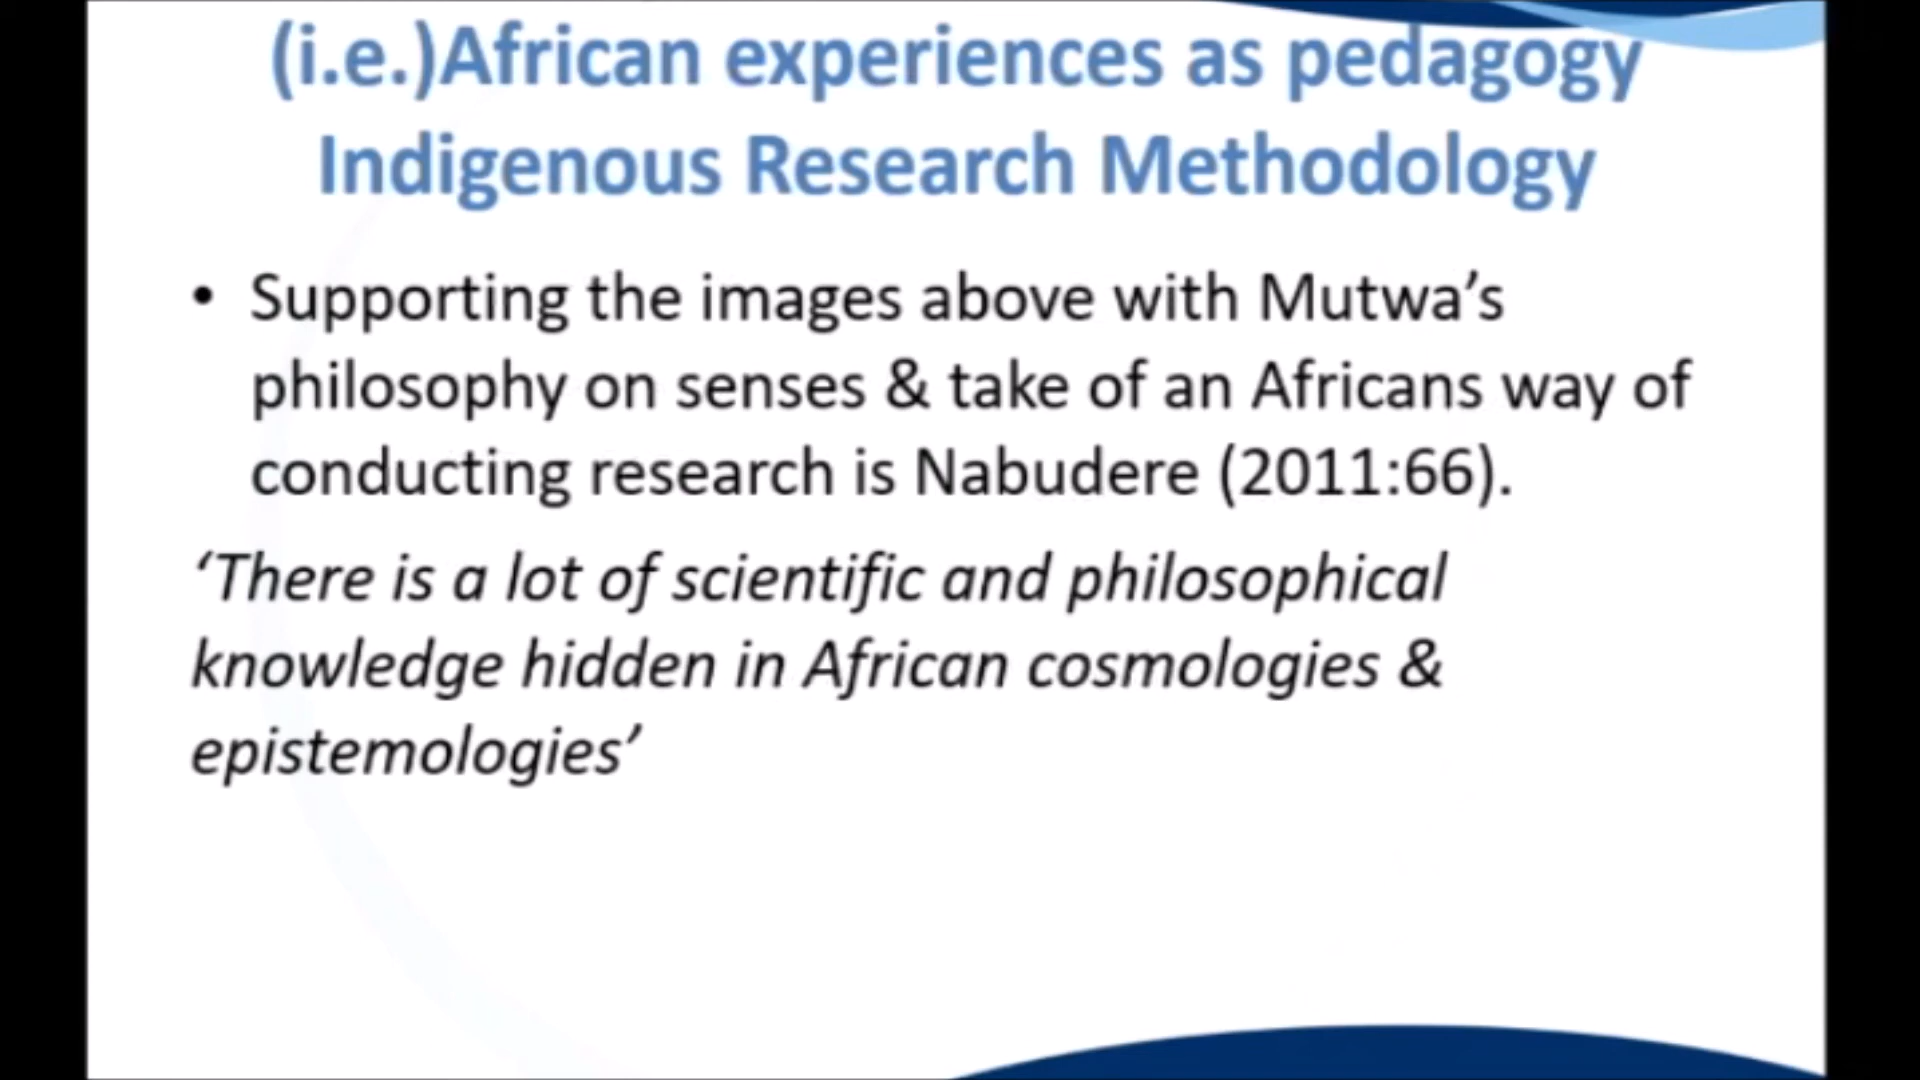 (i.e.)African experiences as pedagogy
Indigenous Research Methodology
• Supporting the images above with Mutwa’s
philosophy on senses & take of an Africans way of
conducting research is Nabudere (2011:66).
‘There is a lot of scientific and philosophical
knowledge hidden in African cosmologies &
epistemologies’